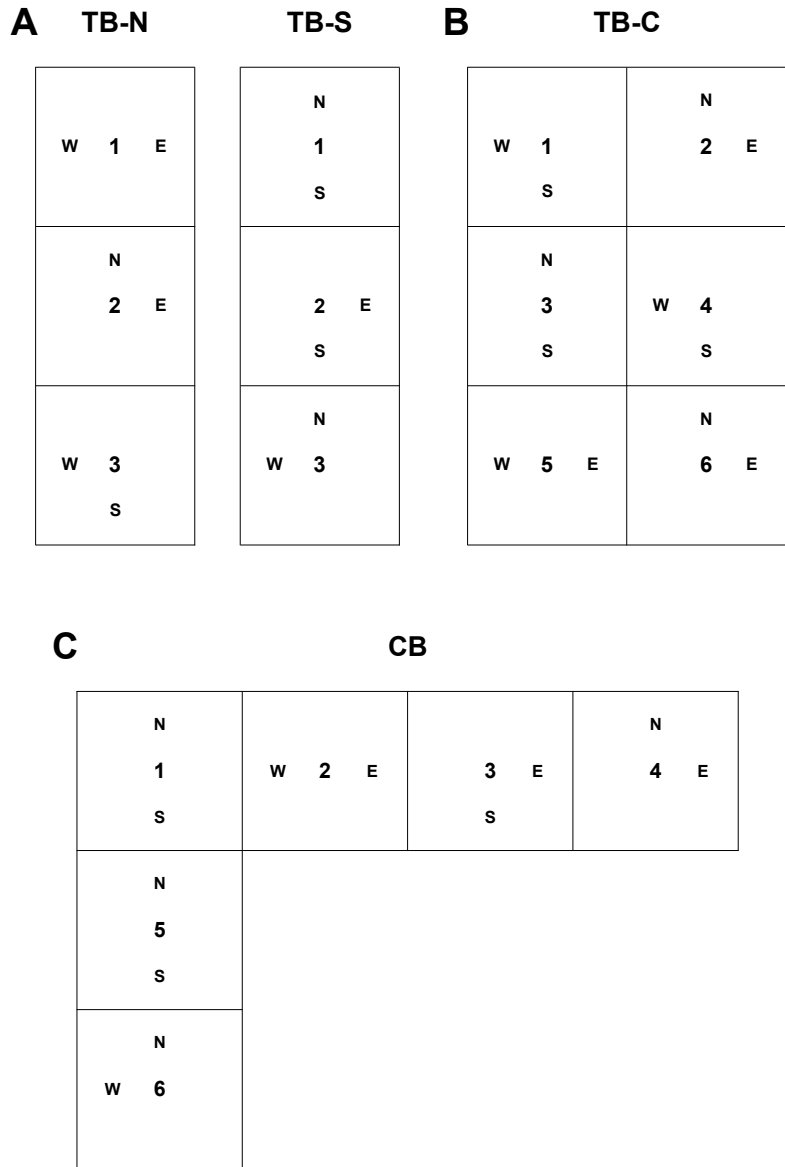 A TB-N TB-S B TB-C
N N
W 1 E 1 W 1 2 E
S S
N N
2 E 2 E 3 W 4
S S S
N N
W 3 W 3 W 5 E 6 E
S
C CB
N N
1 W 2 E 3 E 4 E
S S
N
5
S
N
W 6